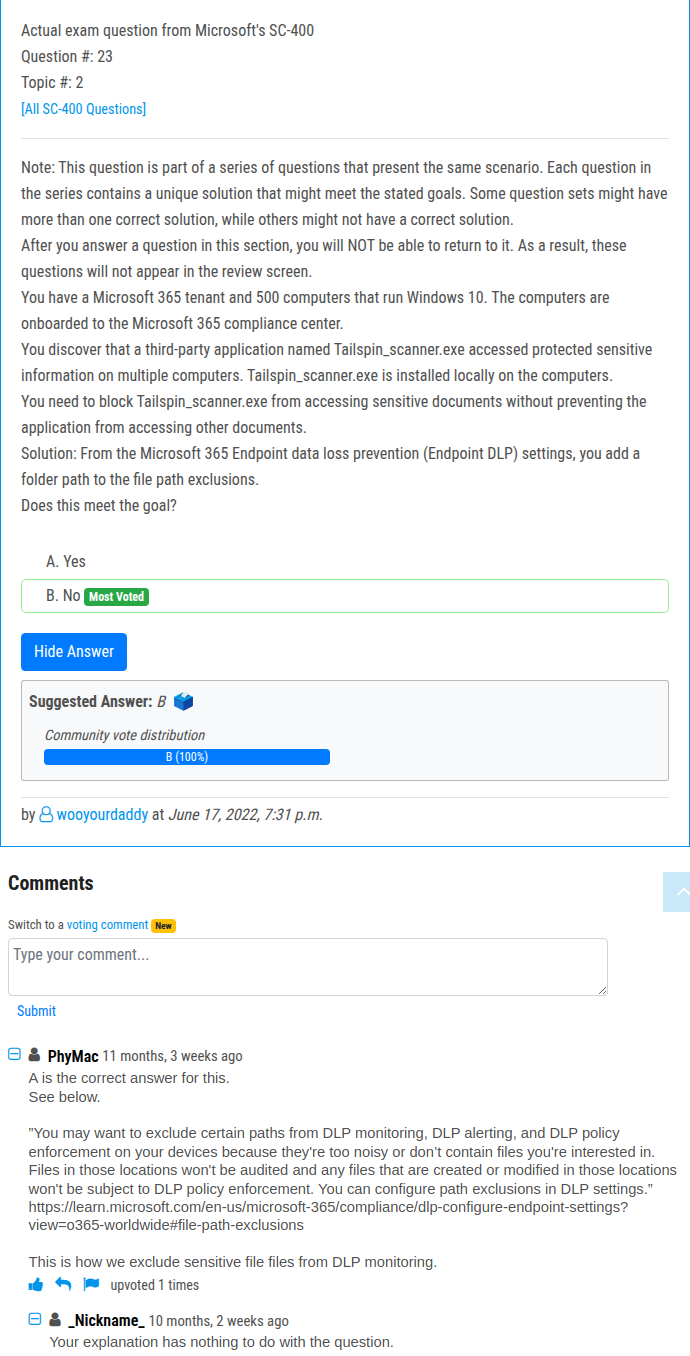 Actual exam question from Microsoft's SC-400
Question #: 23
Topic #: 2
[All SC-400 Questions]
Note: This question is part of a series of questions that present the same scenario. Each question in
the series contains a unique solution that might meet the stated goals. Some question sets might have
more than one correct solution, while others might not have a correct solution.
After you answer a question in this section, you will NOT be able to return to it. As a result, these
questions will not appear in the review screen.
You have a Microsoft 365 tenant and 500 computers that run Windows 10. The computers are
onboarded to the Microsoft 365 compliance center.
You discover that a third-party application named Tailspin_scanner.exe accessed protected sensitive
information on multiple computers. Tailspin_scanner.exe is installed locally on the computers.
You need to block Tailspin_scanner.exe from accessing sensitive documents without preventing the
application from accessing other documents.
Solution: From the Microsoft 365 Endpoint data loss prevention (Endpoint DLP) settings, you add a
folder path to the file path exclusions.
Does this meet the goal?
A. Yes
B. No Most Voted
Hide Answer
Suggested Answer: B
Community vote distribution
B (100%)
by wooyourdaddy at June 17, 2022, 7:31 p.m.
Comments
Switch to a voting comment New
Type your comment...
Submit
PhyMac 11 months, 3 weeks ago
A is the correct answer for this.
See below.
"You may want to exclude certain paths from DLP monitoring, DLP alerting, and DLP policy
enforcement on your devices because they're too noisy or don’t contain files you're interested in.
Files in those locations won't be audited and any files that are created or modified in those locations
won't be subject to DLP policy enforcement. You can configure path exclusions in DLP settings.”
https://learn.microsoft.com/en-us/microsoft-365/compliance/dlp-configure-endpoint-settings?
view=o365-worldwide#file-path-exclusions
This is how we exclude sensitive file files from DLP monitoring.
upvoted 1 times
_Nickname_ 10 months, 2 weeks ago
Your explanation has nothing to do with the question.